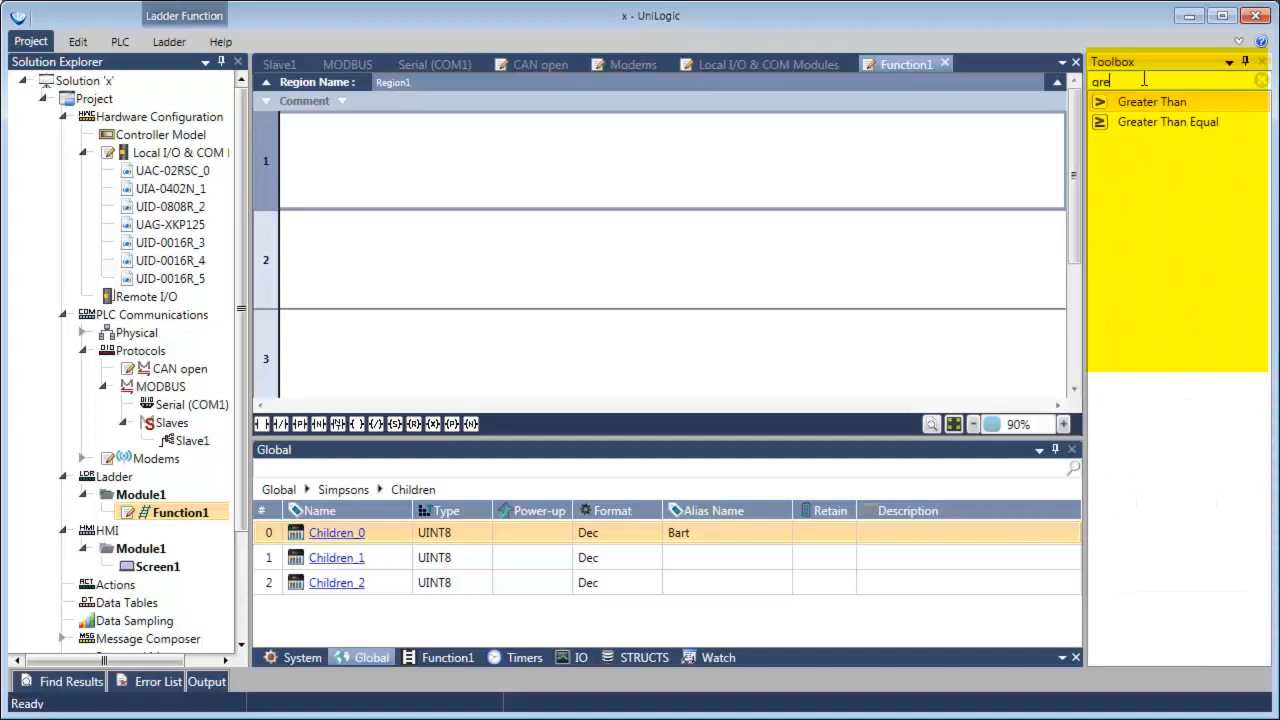 Ladder Function
x - UniLogic
Project Edit PLC Ladder Help
Solution Explorer
Solution 'x'
Project
Hardware Configuration
Controller Model
Local I/O & COM
UAC-02RSC_0
UIA-0402N_1
UID-0808R_2
UAG-XKP125
UID-0016R_3
UID-0016R_4
UID-0016R_5
Remote I/O
PLC Communications
Physical
Protocols
CAN open
MODBUS
Serial (COM1)
Slaves
Slave1
Modems
Ladder
Module1
Function1
HMI
Module1
Screen1
Actions
Data Tables
Data Sampling
Message Composer
Slave1 MODBUS Serial (COM1) CAN open Modems Local I/O & COM Modules Function1
Region Name : Region1
Comment
1
2
3
90%
Global
Global Simpsons Children
# Name Type Power-up Format Alias Name Retain Description
0 Children_0 UINT8 Dec Bart
1 Children_1 UINT8 Dec
2 Children_2 UINT8 Dec
System Global Function1 Timers IO STRUCTS Watch
Toolbox
gre
Greater Than
Greater Than Equal
Find Results Error List Output
Ready